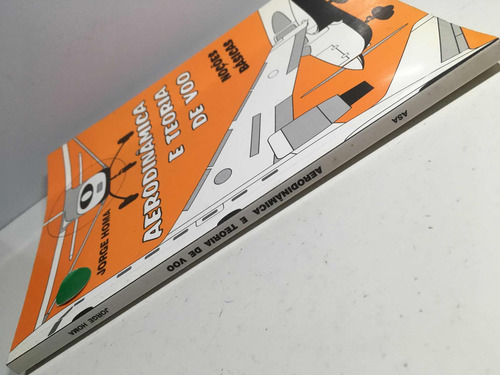 JORGE HOMA
AERODINÂMICA
E TEORIA
DE VOO
NOÇÕES
BÁSICAS
JORGE HOMA
AERODINÂMICA E TEORIA DE VOO
ASA